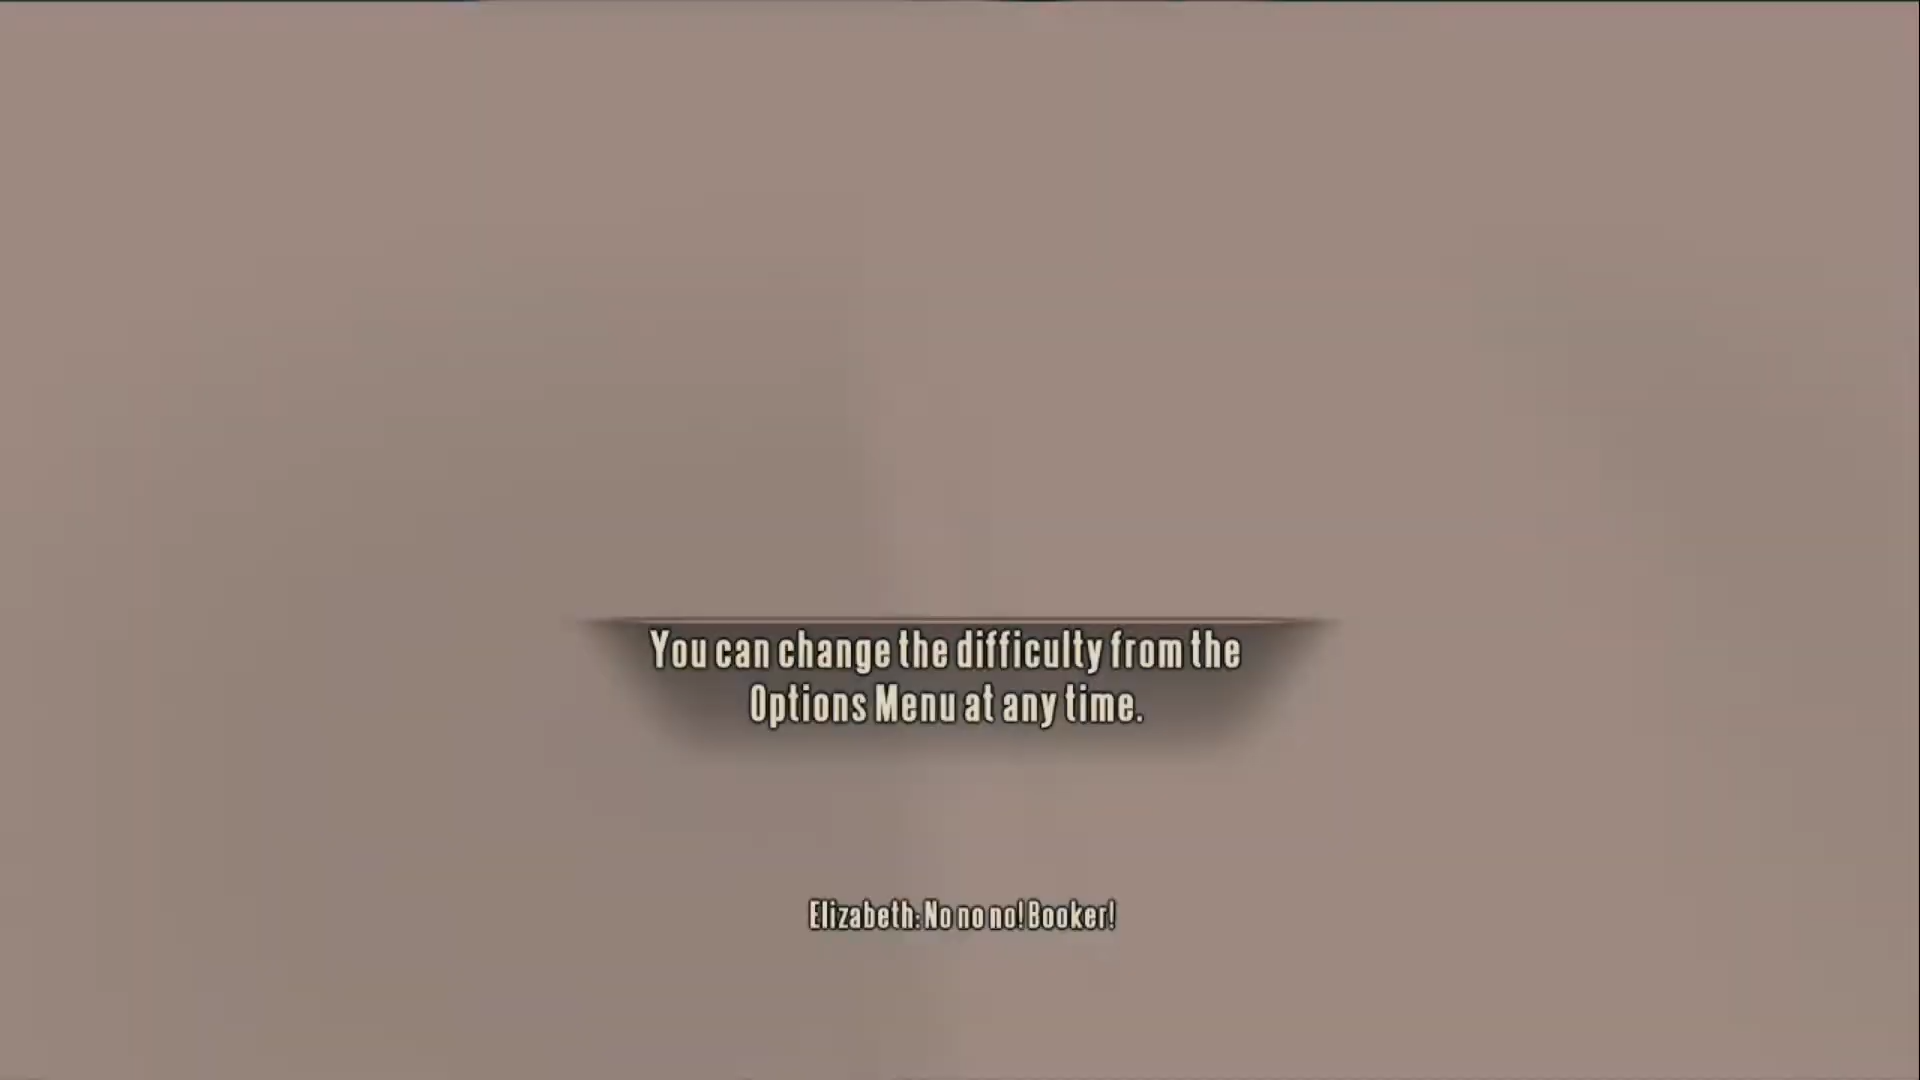 You can change the difficulty from the
Options Menu at any time.
Elizabeth: No no no! Booker!